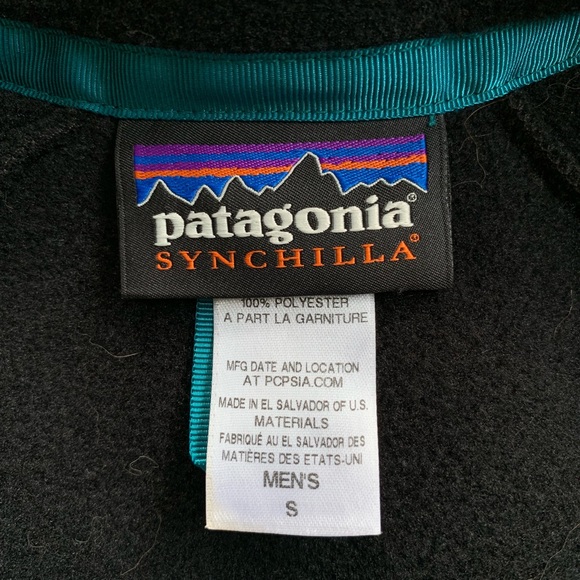 patagonia®
SYNCHILLA®
100% POLYESTER
A PART LA GARNITURE
MFG DATE AND LOCATION
AT PCPSIA.COM
MADE IN EL SALVADOR OF U.S.
MATERIALS
FABRIQUÉ AU EL SALVADOR DES
MATIÈRES DES ETATS-UNI
MEN'S
S